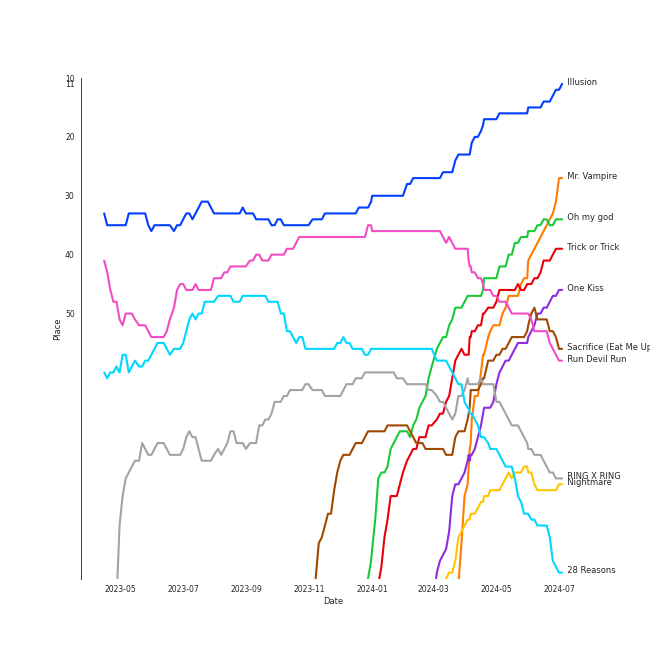 10
11
20
30
40
50
Place
Illusion
Mr. Vampire
Oh my god
Trick or Trick
One Kiss
Sacrifice (Eat Me Up
Run Devil Run
RING X RING
Nightmare
28 Reasons
2023-05 2023-07 2023-09 2023-11 2024-01 2024-03 2024-05 2024-07
Date